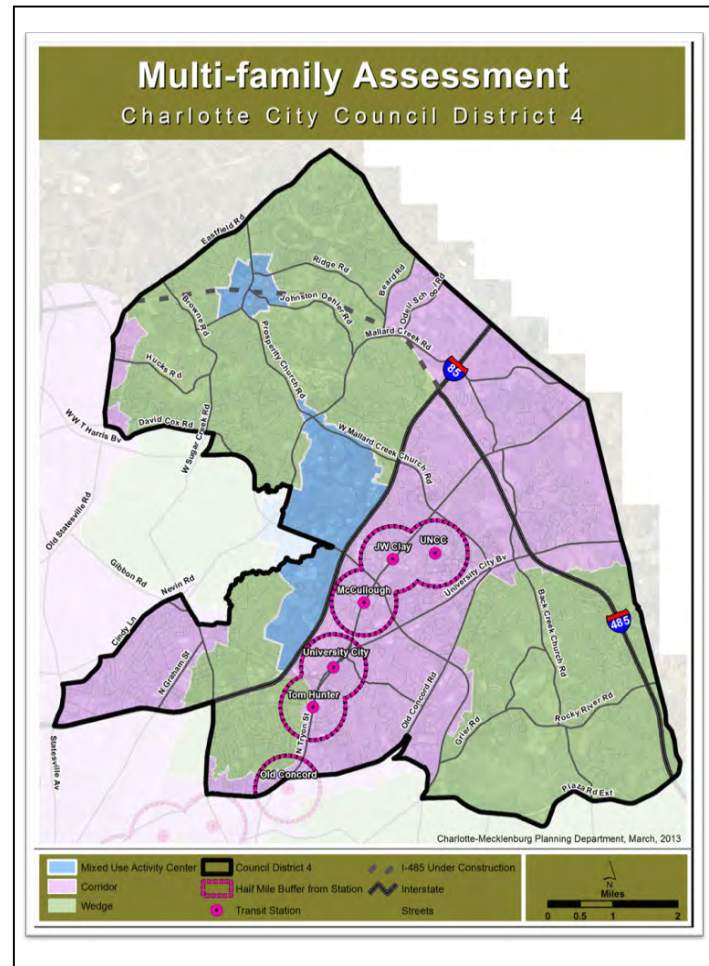 Multi-family Assessment
Charlotte City Council District 4
Eastfield Rd
Ridge Rd
Beard Rd
Odell School Rd
Browne Rd
Johnston Oehler Rd
Mallard Creek Rd
Prosperity Church Rd
Hucks Rd
85
David Cox Rd
W W T Harris Bv
W Sugar Creek Rd
W Mallard Creek Church Rd
Old Statesville Rd
JW Clay
UNCC
University City Bv
Gibbon Rd
Nevin Rd
McCullough
Back Creek Church Rd
485
Cindy Ln
N Graham St
University City
Old Concord Rd
Tom Hunter
Rocky River Rd
Grier Rd
N Tryon St
Statesville Av
Old Concord
Plaza Rd Ext
Charlotte-Mecklenburg Planning Department, March, 2013
Mixed Use Activity Center
Council District 4
I-485 Under Construction
Corridor
Half Mile Buffer from Station
Interstate
Wedge
Transit Station
Streets
N
Miles
0 0.5 1 2